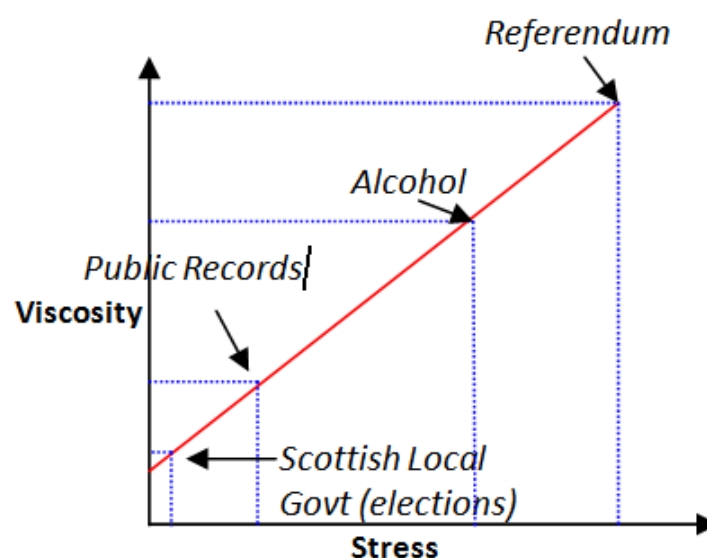 Referendum
Alcohol
Public Records
Viscosity
Scottish Local
Govt (elections)
Stress